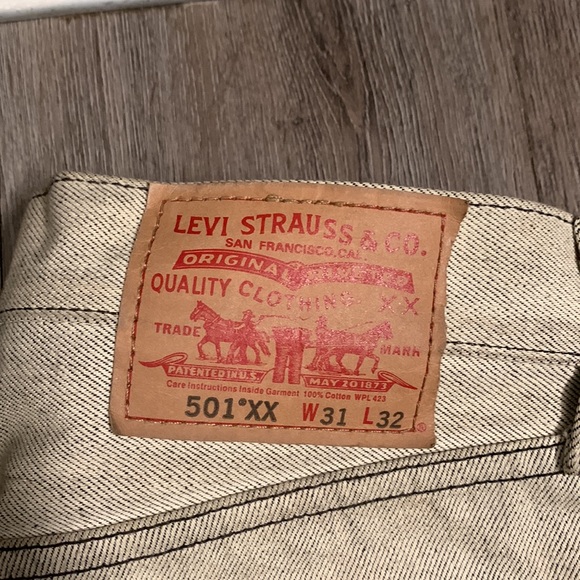 LEVI STRAUSS & CO.
SAN FRANCISCO, CAL.
ORIGINAL
QUALITY CLOTHING XX
TRADE MARK
PATENTED IN U.S. MAY 20 1873
Care Instructions Inside Garment 100% Cotton WPL 423
501®XX W31 L32 ®